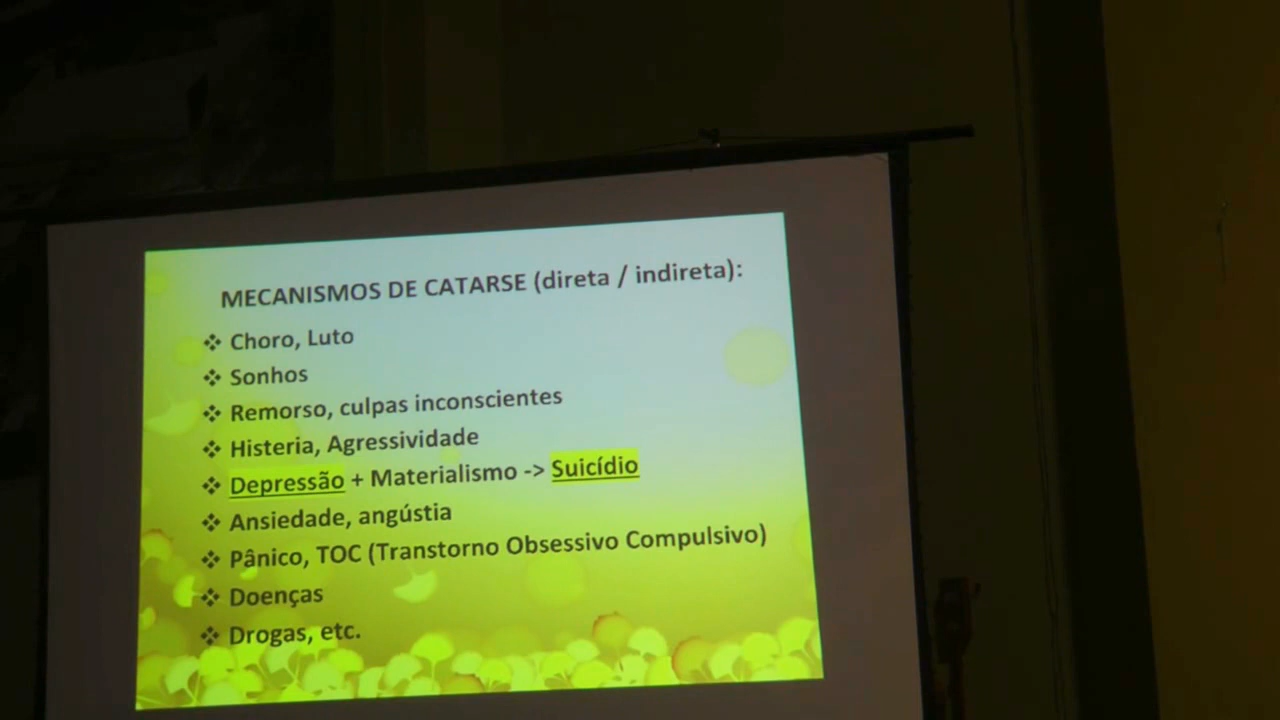 MECANISMOS DE CATARSE (direta / indireta):
❖ Choro, Luto
❖ Sonhos
❖ Remorso, culpas inconscientes
❖ Histeria, Agressividade
❖ Depressão + Materialismo -> Suicídio
❖ Ansiedade, angústia
❖ Pânico, TOC (Transtorno Obsessivo Compulsivo)
❖ Doenças
❖ Drogas, etc.